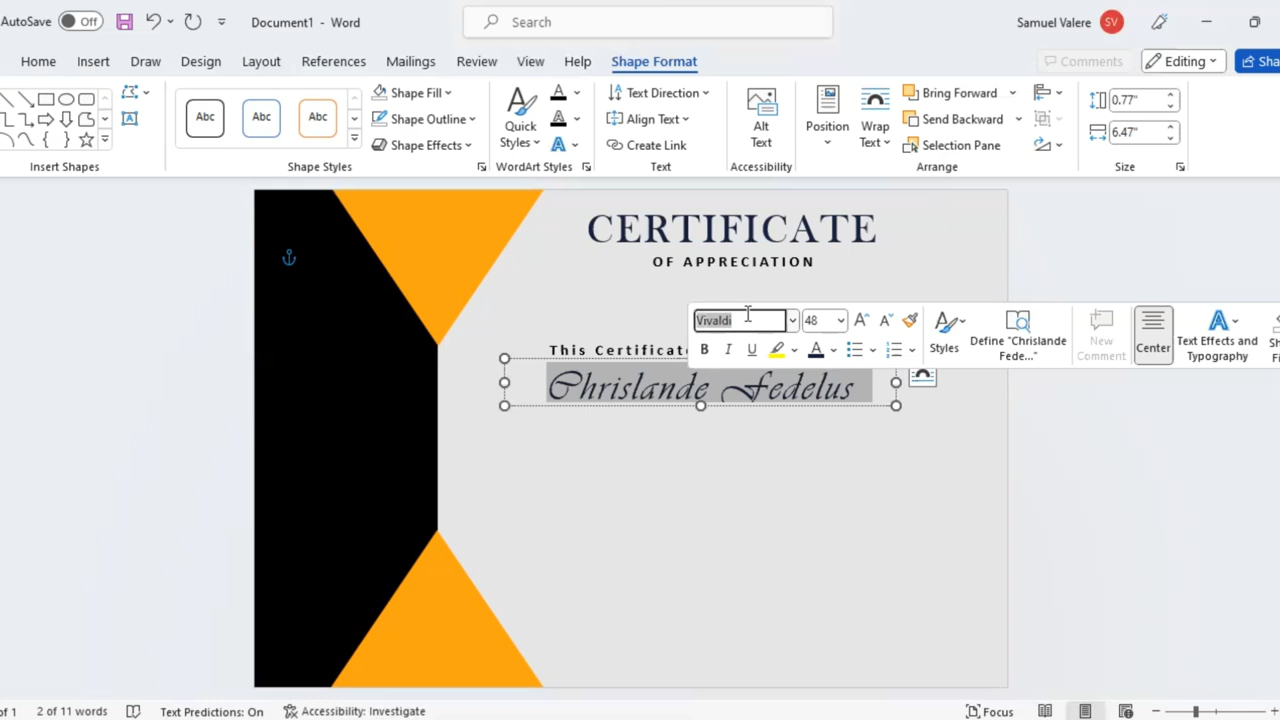 AutoSave Off Document1 - Word Search Samuel Valere SV
Home Insert Draw Design Layout References Mailings Review View Help Shape Format Comments Editing Sha
Abc Abc Abc
Shape Fill
Shape Outline
Shape Effects
Quick
Styles
A
A
A
Text Direction
Align Text
Create Link
Alt
Text
Position
Wrap
Text
Bring Forward
Send Backward
Selection Pane
0.77"
6.47"
Insert Shapes Shape Styles WordArt Styles Text Accessibility Arrange Size
CERTIFICATE
OF APPRECIATION
Vivaldi 48
B I U
Styles
Define "Chrislande
Fede..."
New
Comment
Center
Text Effects and
Typography
This Certificate
Chrislande Fedelus
of 1 2 of 11 words Text Predictions: On Accessibility: Investigate Focus